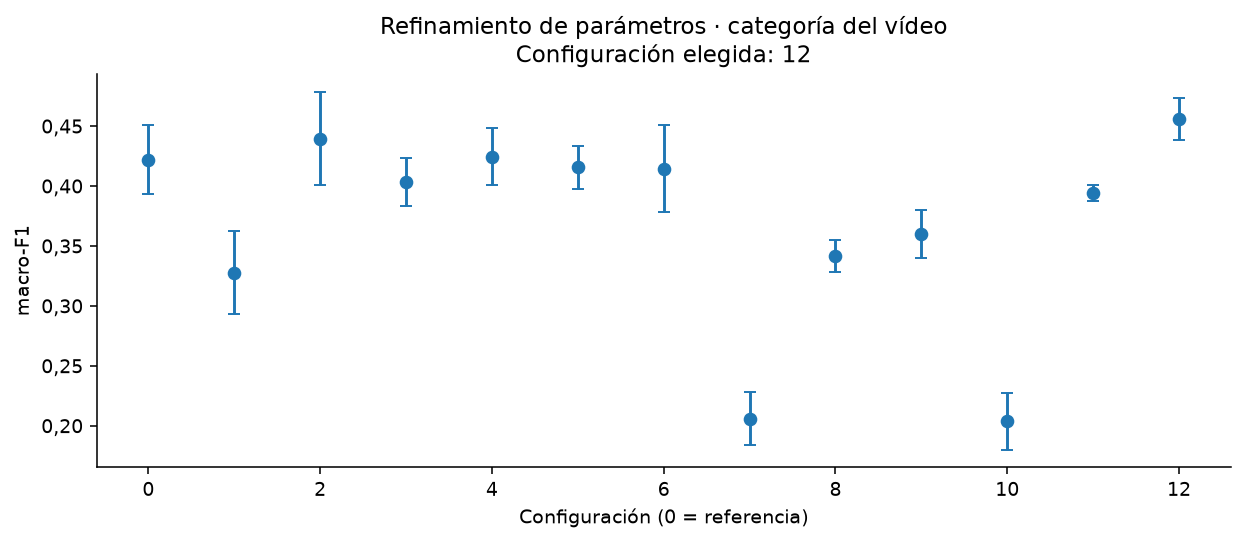 Refinamiento de parámetros · categoría del vídeo
Configuración elegida: 12
macro-F1
0,45
0,40
0,35
0,30
0,25
0,20
0 2 4 6 8 10 12
Configuración (0 = referencia)